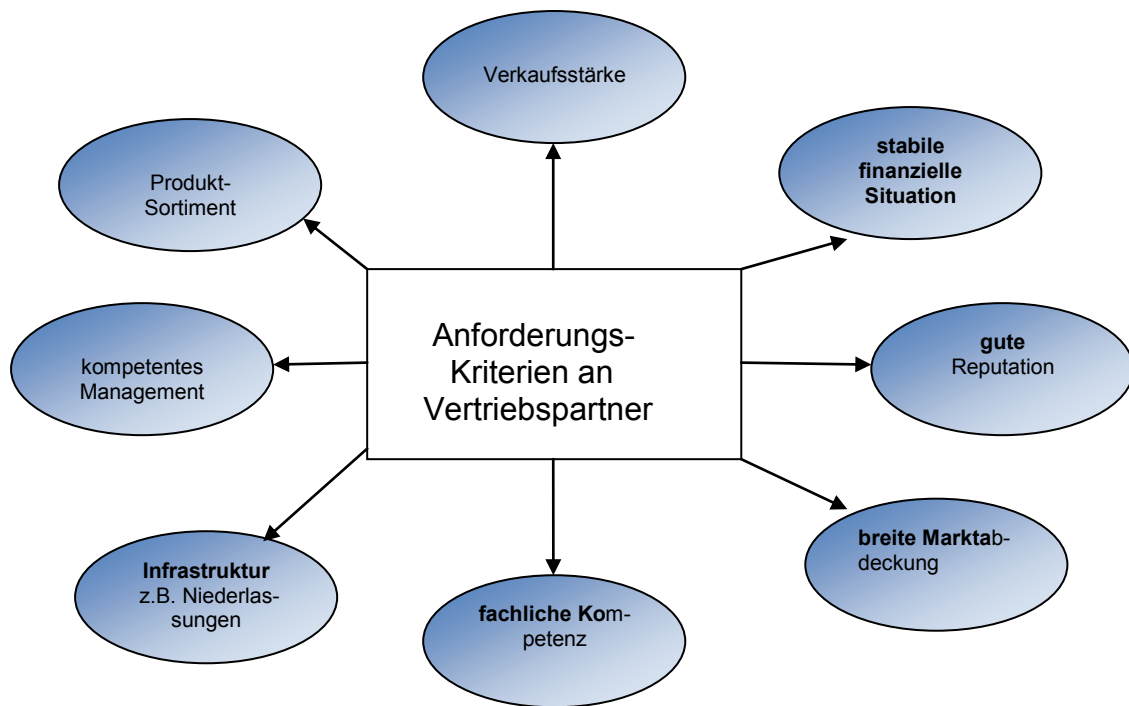 Verkaufsstärke
stabile
finanzielle
Situation
Produkt-
Sortiment
Anforderungs-
Kriterien an
Vertriebspartner
gute
Reputation
kompetentes
Management
breite Marktab-
deckung
Infrastruktur
z.B. Niederlas-
sungen
fachliche Kom-
petenz